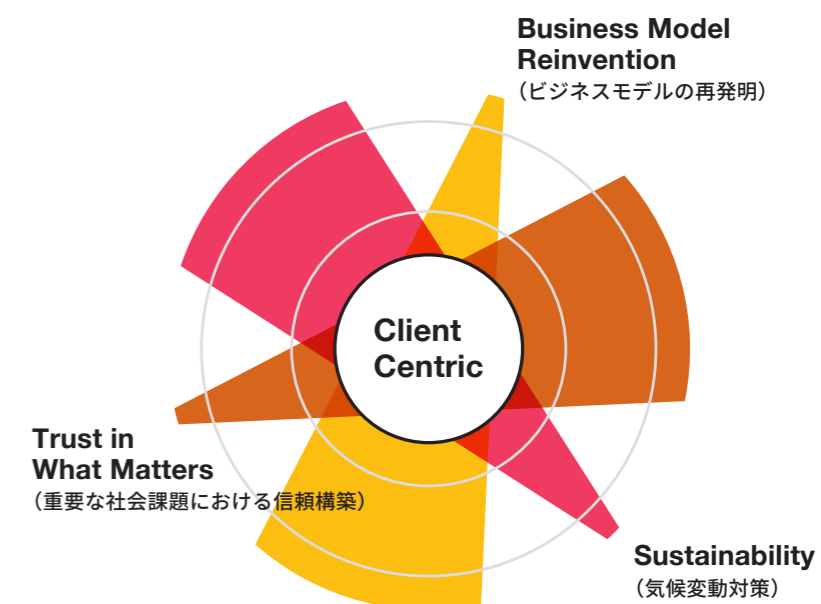 Business Model
Reinvention
（ビジネスモデルの再発明）
Client
Centric
Trust in
What Matters
（重要な社会課題における信頼構築）
Sustainability
（気候変動対策）